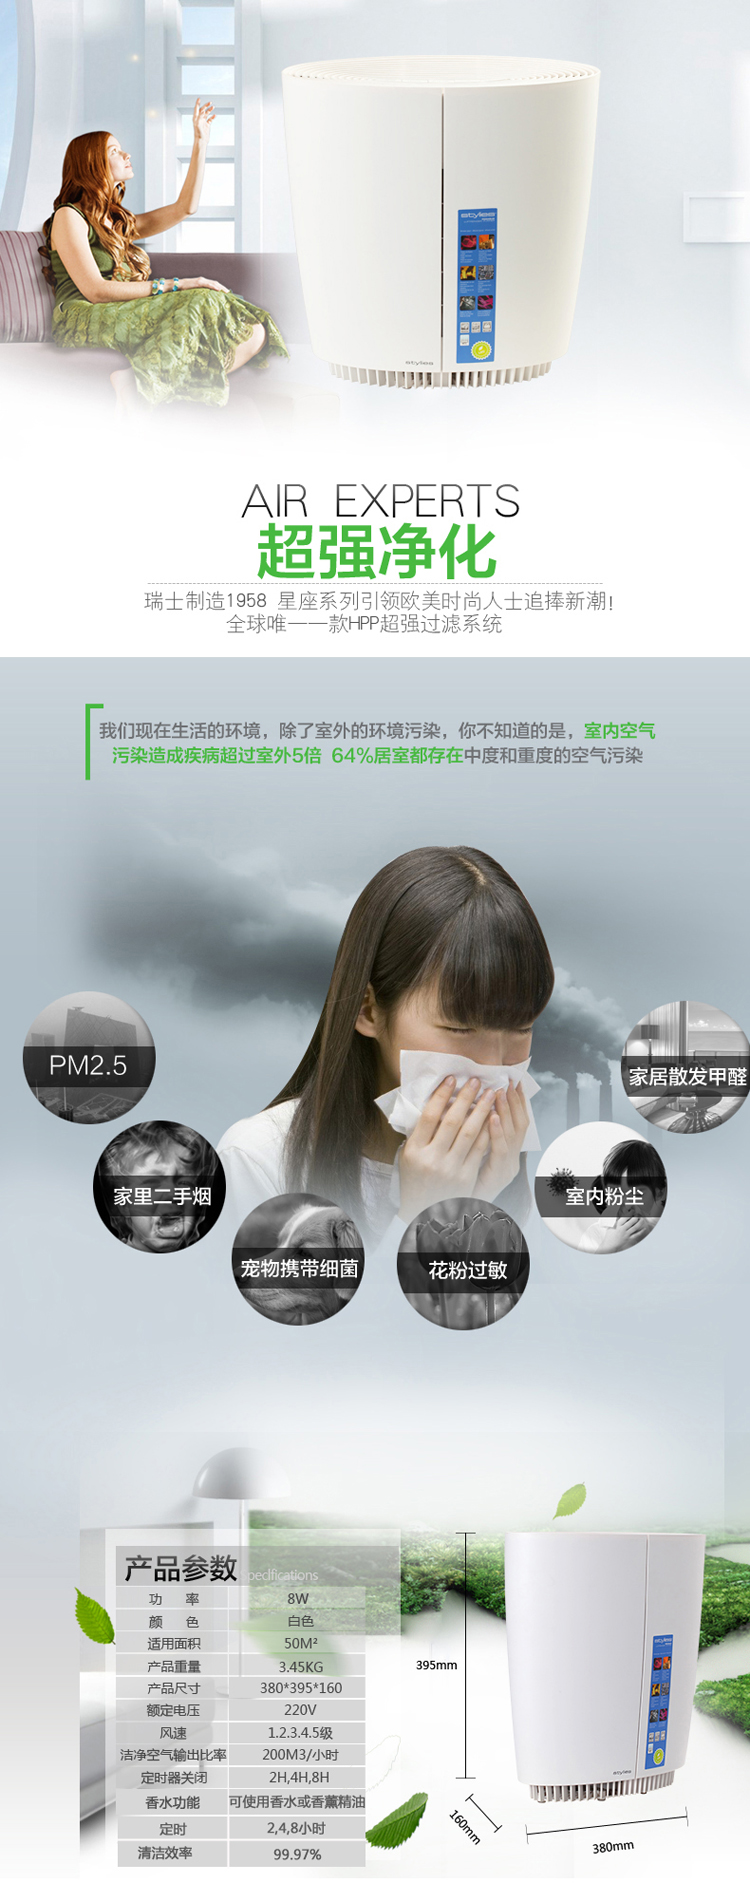 styies
styies
AIR EXPERTS
超强净化
瑞士制造1958 星座系列引领欧美时尚人士追捧新潮!
全球唯一一款HPP超强过滤系统
我们现在生活的环境，除了室外的环境污染，你不知道的是，室内空气
污染造成疾病超过室外5倍 64%居室都存在中度和重度的空气污染
PM2.5
家居散发甲醛
家里二手烟
室内粉尘
宠物携带细菌
花粉过敏
产品参数 Specifications
功 率 8W
颜 色 白色
适用面积 50M²
产品重量 3.45KG
产品尺寸 380*395*160
额定电压 220V
风速 1.2.3.4.5级
洁净空气输出比率 200M3/小时
定时器关闭 2H,4H,8H
香水功能 可使用香水或香薰精油
定时 2,4,8小时
清洁效率 99.97%
395mm
styies
styies
160mm
380mm